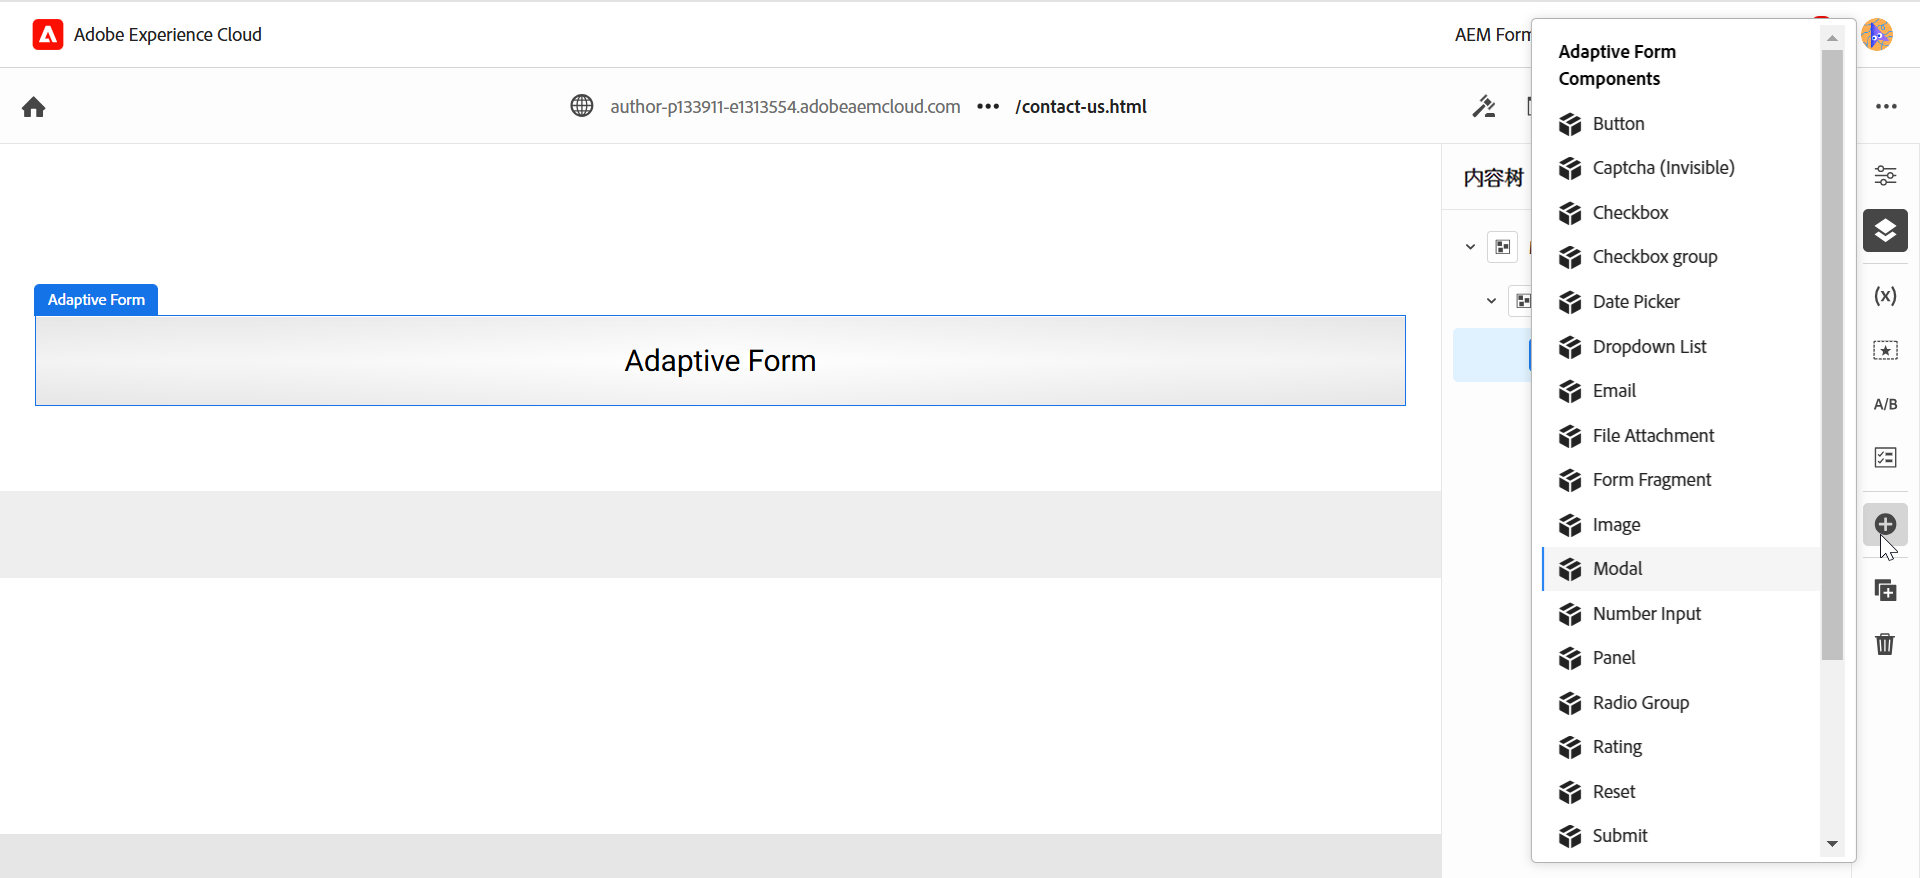 Adobe Experience Cloud
AEM Form
author-p133911-e1313554.adobeaemcloud.com ••• /contact-us.html
内容树
Adaptive Form
Adaptive Form
Adaptive Form
Components
Button
Captcha (Invisible)
Checkbox
Checkbox group
Date Picker
Dropdown List
Email
File Attachment
Form Fragment
Image
Modal
Number Input
Panel
Radio Group
Rating
Reset
Submit
(x)
A/B